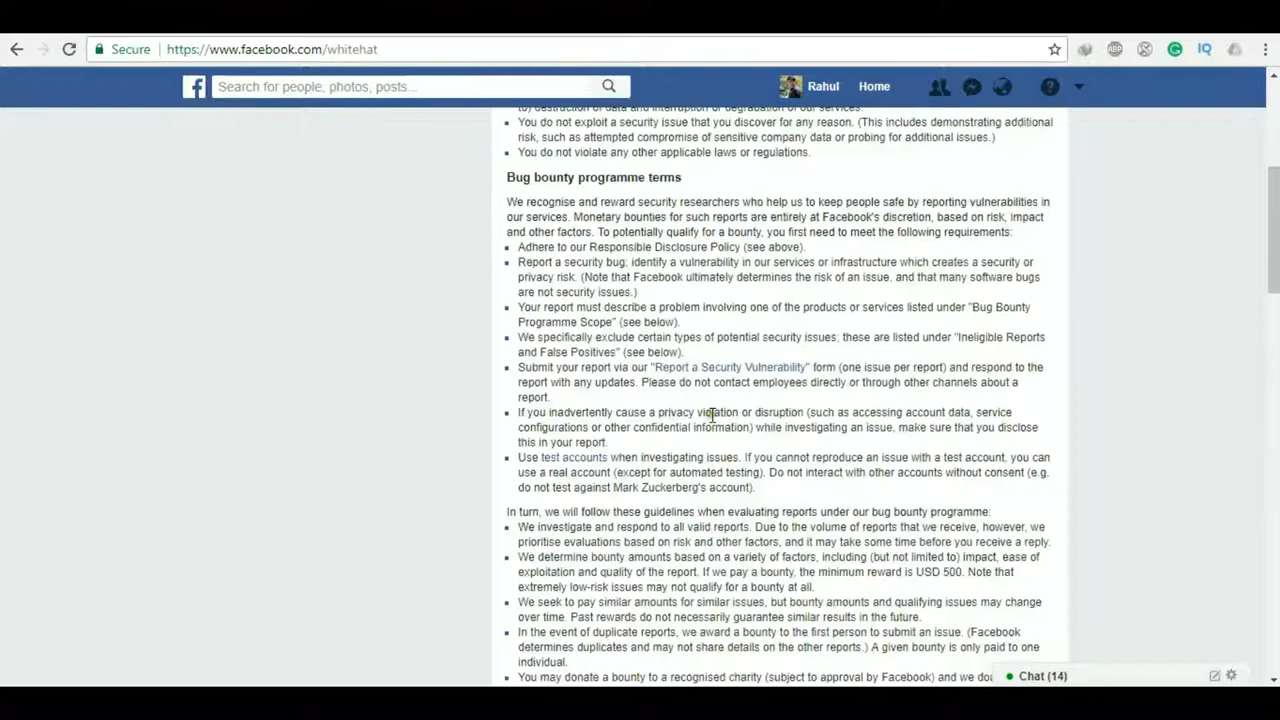 Secure https://www.facebook.com/whitehat
ABP IQ
Search for people, photos, posts...
Rahul Home
to) destruction of data and interruption or degradation of our services.
You do not exploit a security issue that you discover for any reason. (This includes demonstrating additional
risk, such as attempted compromise of sensitive company data or probing for additional issues.)
You do not violate any other applicable laws or regulations.
Bug bounty programme terms
We recognise and reward security researchers who help us to keep people safe by reporting vulnerabilities in
our services. Monetary bounties for such reports are entirely at Facebook's discretion, based on risk, impact
and other factors. To potentially qualify for a bounty, you first need to meet the following requirements:
Adhere to our Responsible Disclosure Policy (see above).
Report a security bug: identify a vulnerability in our services or infrastructure which creates a security or
privacy risk. (Note that Facebook ultimately determines the risk of an issue, and that many software bugs
are not security issues.)
Your report must describe a problem involving one of the products or services listed under "Bug Bounty
Programme Scope" (see below).
We specifically exclude certain types of potential security issues; these are listed under "Ineligible Reports
and False Positives" (see below).
Submit your report via our "Report a Security Vulnerability" form (one issue per report) and respond to the
report with any updates. Please do not contact employees directly or through other channels about a
report.
If you inadvertently cause a privacy violation or disruption (such as accessing account data, service
configurations or other confidential information) while investigating an issue, make sure that you disclose
this in your report.
Use test accounts when investigating issues. If you cannot reproduce an issue with a test account, you can
use a real account (except for automated testing). Do not interact with other accounts without consent (e.g.
do not test against Mark Zuckerberg's account).
In turn, we will follow these guidelines when evaluating reports under our bug bounty programme:
We investigate and respond to all valid reports. Due to the volume of reports that we receive, however, we
prioritise evaluations based on risk and other factors, and it may take some time before you receive a reply.
We determine bounty amounts based on a variety of factors, including (but not limited to) impact, ease of
exploitation and quality of the report. If we pay a bounty, the minimum reward is USD 500. Note that
extremely low-risk issues may not qualify for a bounty at all.
We seek to pay similar amounts for similar issues, but bounty amounts and qualifying issues may change
over time. Past rewards do not necessarily guarantee similar results in the future.
In the event of duplicate reports, we award a bounty to the first person to submit an issue. (Facebook
determines duplicates and may not share details on the other reports.) A given bounty is only paid to one
individual.
You may donate a bounty to a recognised charity (subject to approval by Facebook) and we
Chat (14)